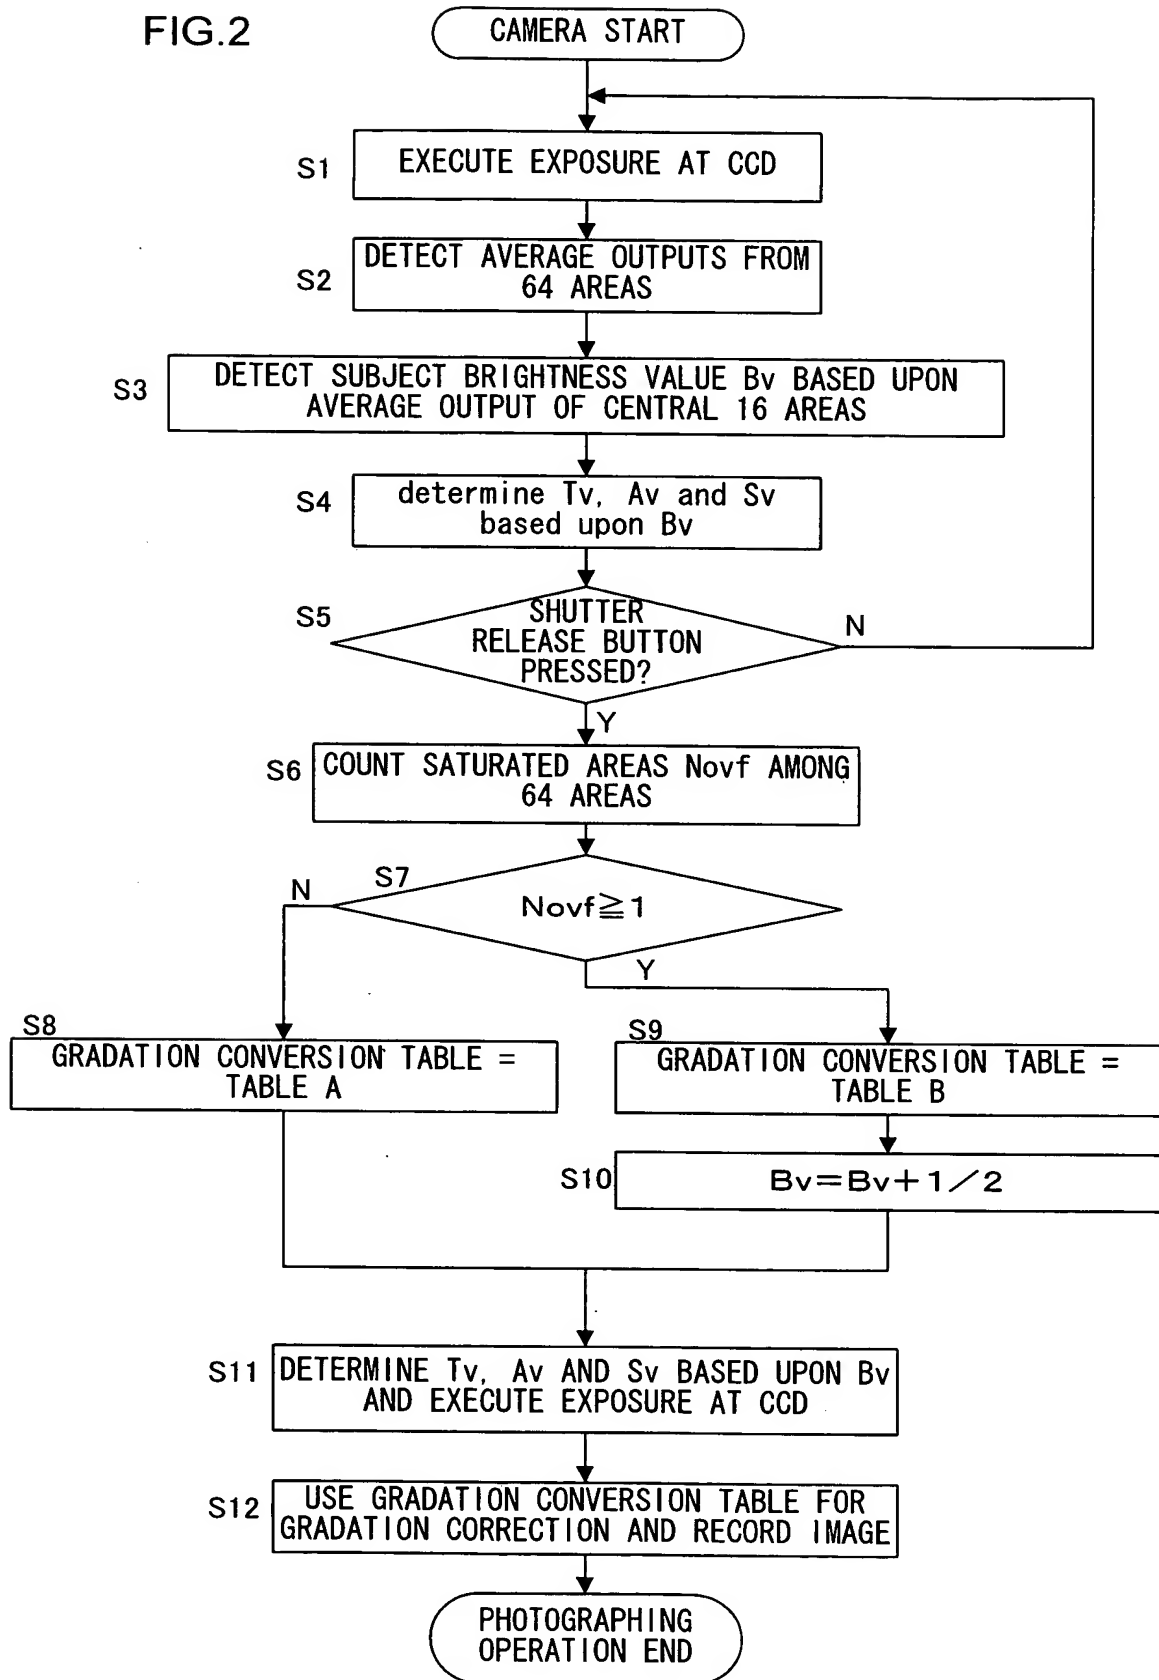 FIG.2
CAMERA START
S1
EXECUTE EXPOSURE AT CCD
S2
DETECT AVERAGE OUTPUTS FROM
64 AREAS
S3
DETECT SUBJECT BRIGHTNESS VALUE Bv BASED UPON
AVERAGE OUTPUT OF CENTRAL 16 AREAS
S4
determine Tv, Av and Sv
based upon Bv
S5
SHUTTER
RELEASE BUTTON
PRESSED?
N
Y
S6
COUNT SATURATED AREAS Novf AMONG
64 AREAS
S7
N
Novf≧1
Y
S8
GRADATION CONVERSION TABLE =
TABLE A
S9
GRADATION CONVERSION TABLE =
TABLE B
S10
Bv=Bv+1/2
S11
DETERMINE Tv, Av AND Sv BASED UPON Bv
AND EXECUTE EXPOSURE AT CCD
S12
USE GRADATION CONVERSION TABLE FOR
GRADATION CORRECTION AND RECORD IMAGE
PHOTOGRAPHING
OPERATION END